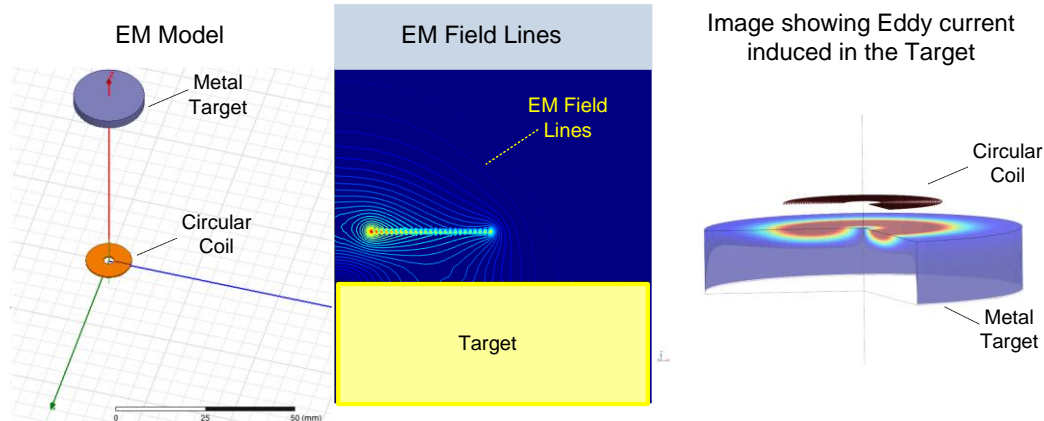 EM Model
Metal
Target
Circular
Coil
0
25
50 (mm)
EM Field Lines
EM Field
Lines
Target
Image showing Eddy current
induced in the Target
Circular
Coil
Metal
Target